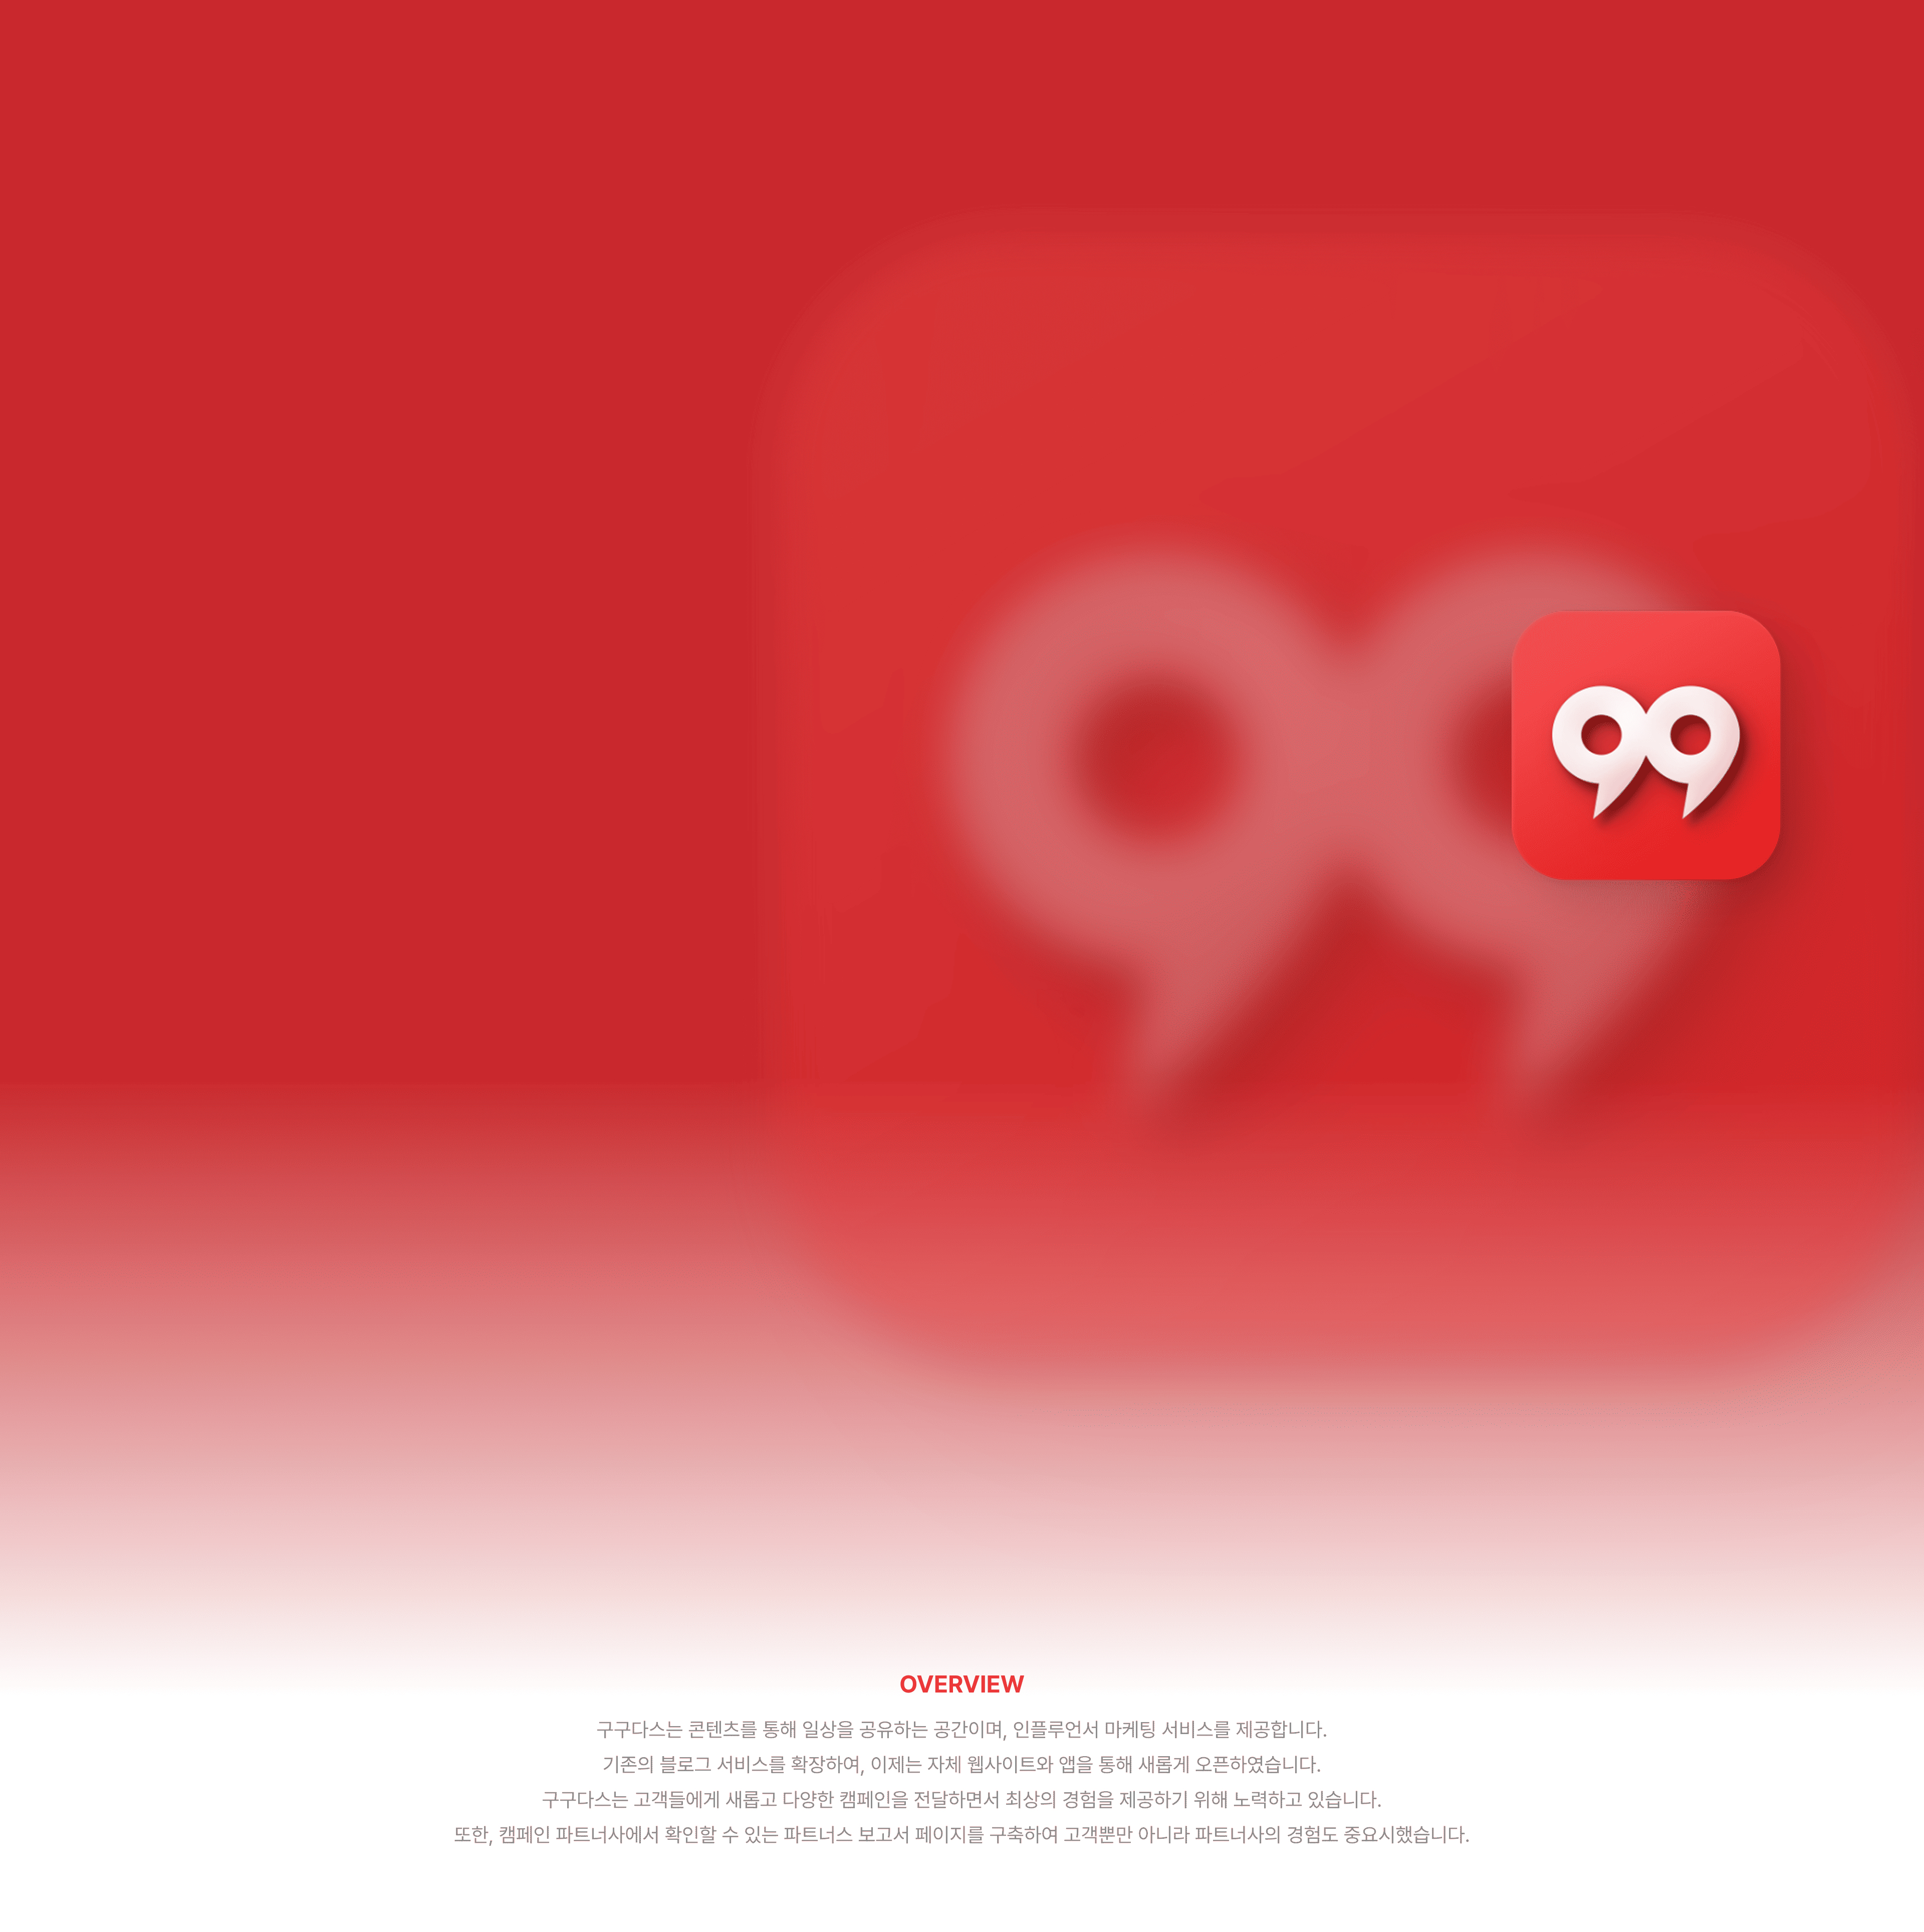 99
OVERVIEW
구구다스는 콘텐츠를 통해 일상을 공유하는 공간이며, 인플루언서 마케팅 서비스를 제공합니다.
기존의 블로그 서비스를 확장하여, 이제는 자체 웹사이트와 앱을 통해 새롭게 오픈하였습니다.
구구다스는 고객들에게 새롭고 다양한 캠페인을 전달하면서 최상의 경험을 제공하기 위해 노력하고 있습니다.
또한, 캠페인 파트너사에서 확인할 수 있는 파트너스 보고서 페이지를 구축하여 고객뿐만 아니라 파트너사의 경험도 중요시했습니다.